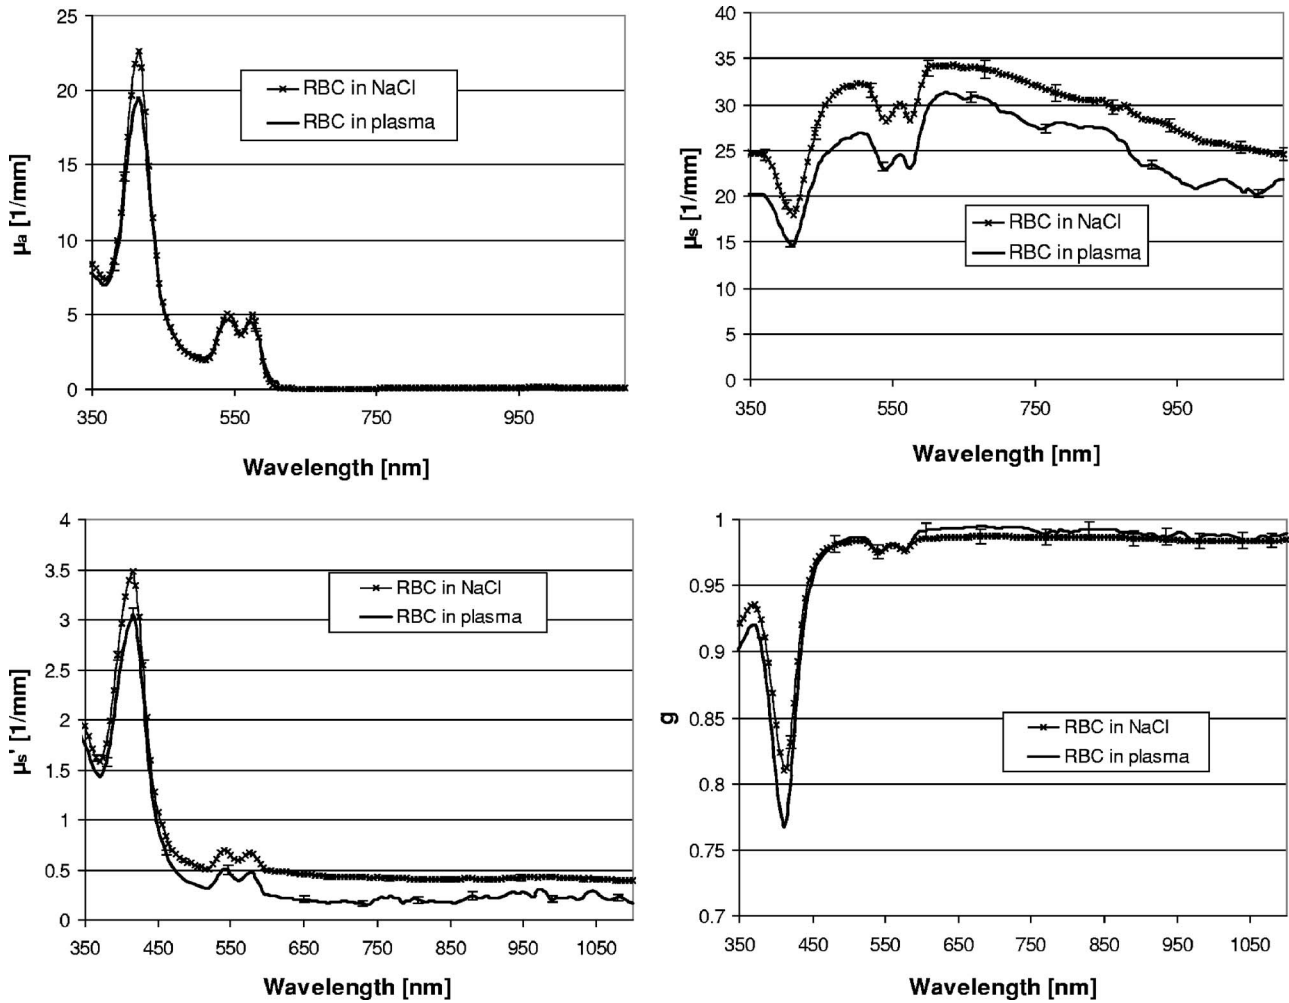 25
20
15
10
5
0
μa [1/mm]
RBC in NaCl
RBC in plasma
350 550 750 950
Wavelength [nm]
40
35
30
25
20
15
10
15
0
μs [1/mm]
RBC in NaCl
RBC in plasma
350 550 750 950
Wavelength [nm]
4
3.5
3
2.5
2
1.5
1
0.5
0
μs' [1/mm]
RBC in NaCl
RBC in plasma
350 450 550 650 750 850 950 1050
Wavelength [nm]
1
0.95
0.9
0.85
0.8
0.75
0.7
g
RBC in NaCl
RBC in plasma
350 450 550 650 750 850 950 1050
Wavelength [nm]